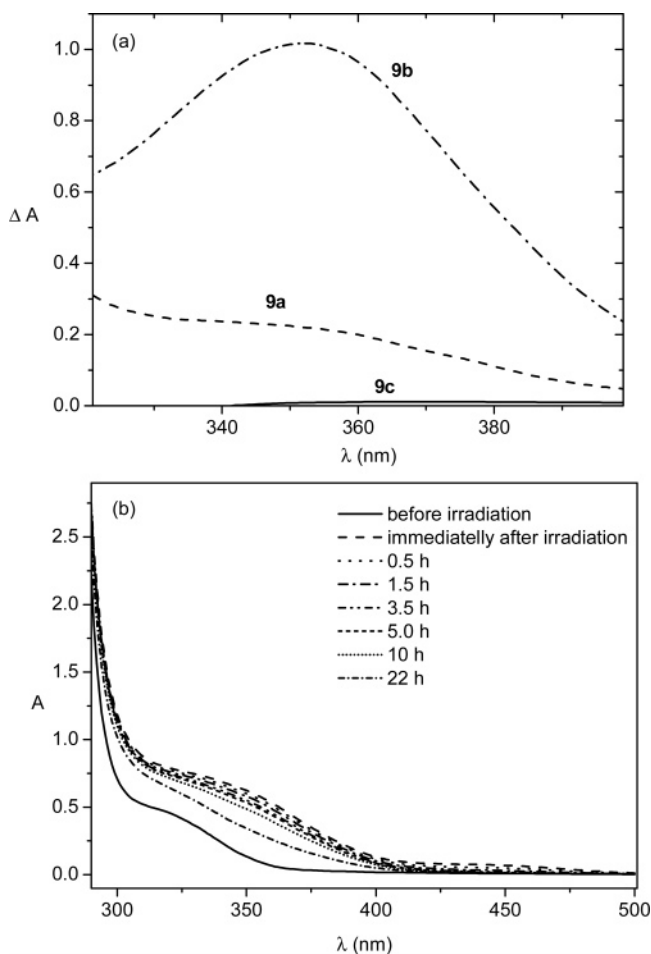 (a)
1.0
0.8
0.6
0.4
0.2
0.0
Δ A
9b
9a
9c
340
360
380
λ (nm)
(b)
2.5
2.0
1.5
1.0
0.5
0.0
A
before irradiation
immediatelly after irradiation
0.5 h
1.5 h
3.5 h
5.0 h
10 h
22 h
300
350
400
450
500
λ (nm)